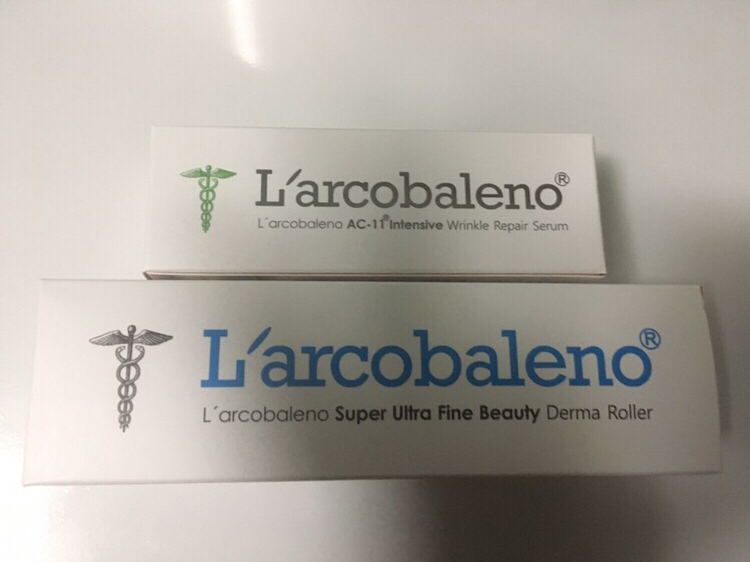 L´arcobaleno®
L´arcobaleno AC-11® Intensive Wrinkle Repair Serum
L´arcobaleno®
L´arcobaleno Super Ultra Fine Beauty Derma Roller